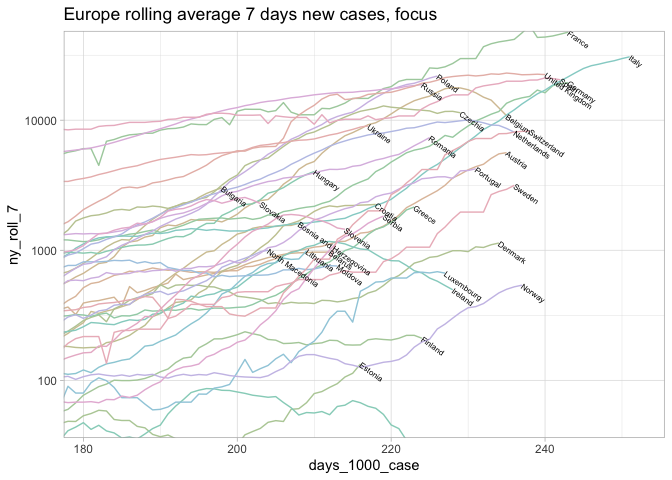 Europe rolling average 7 days new cases, focus
France
Italy
Poland
Russia
Spain
Germany
United Kingdom
10000
Ukraine
Czechia
Belgium
Switzerland
Netherlands
Romania
Austria
Hungary
Portugal
Bulgaria
Slovakia
Croatia
Serbia
Greece
Sweden
ny_roll_7
Bosnia and Herzegovina
Slovenia
1000
North Macedonia
Lithuania
Belarus
Moldova
Denmark
Luxembourg
Ireland
Norway
Finland
Estonia
100
180
200
220
240
days_1000_case